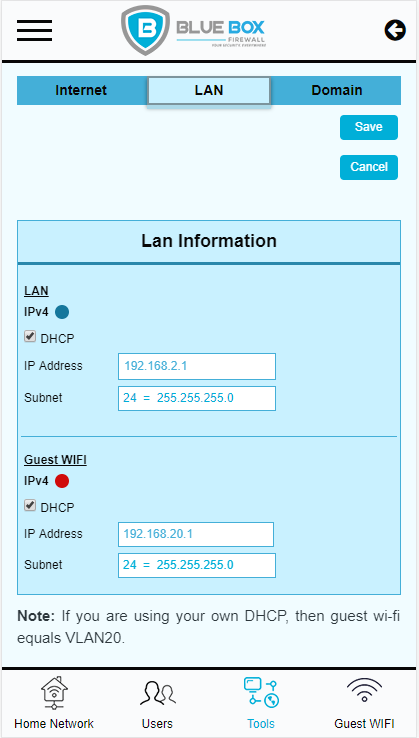 BLUE BOX
FIREWALL
YOUR SECURITY, EVERYWHERE
Internet LAN Domain
Save
Cancel
Lan Information
LAN
IPv4
DHCP
IP Address 192.168.2.1
Subnet 24 = 255.255.255.0
Guest WIFI
IPv4
DHCP
IP Address 192.168.20.1
Subnet 24 = 255.255.255.0
Note: If you are using your own DHCP, then guest wi-fi
equals VLAN20.
Home Network Users Tools Guest WIFI